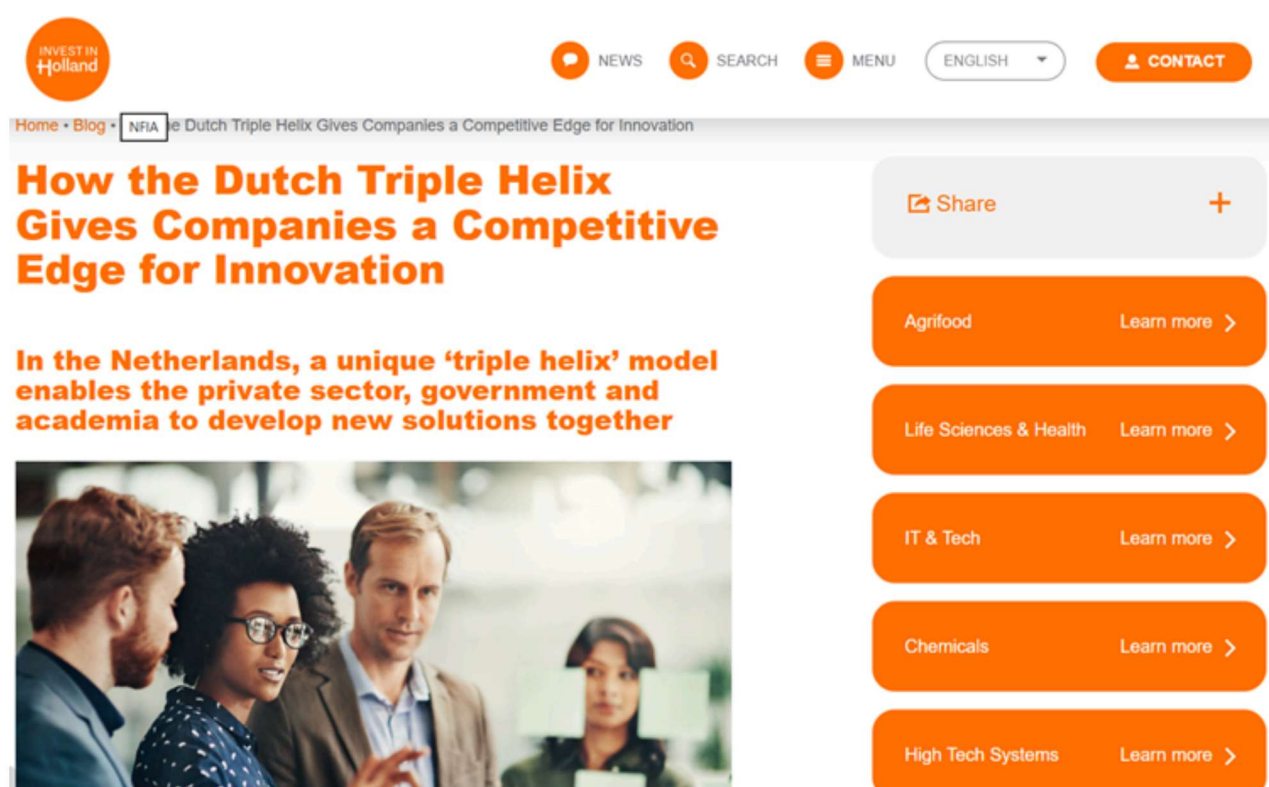 INVEST IN
Holland
NEWS
SEARCH
MENU
ENGLISH
CONTACT
Home • Blog • NFIA e Dutch Triple Helix Gives Companies a Competitive Edge for Innovation
How the Dutch Triple Helix
Gives Companies a Competitive
Edge for Innovation
In the Netherlands, a unique ‘triple helix’ model
enables the private sector, government and
academia to develop new solutions together
Share
Agrifood Learn more
Life Sciences & Health Learn more
IT & Tech Learn more
Chemicals Learn more
High Tech Systems Learn more